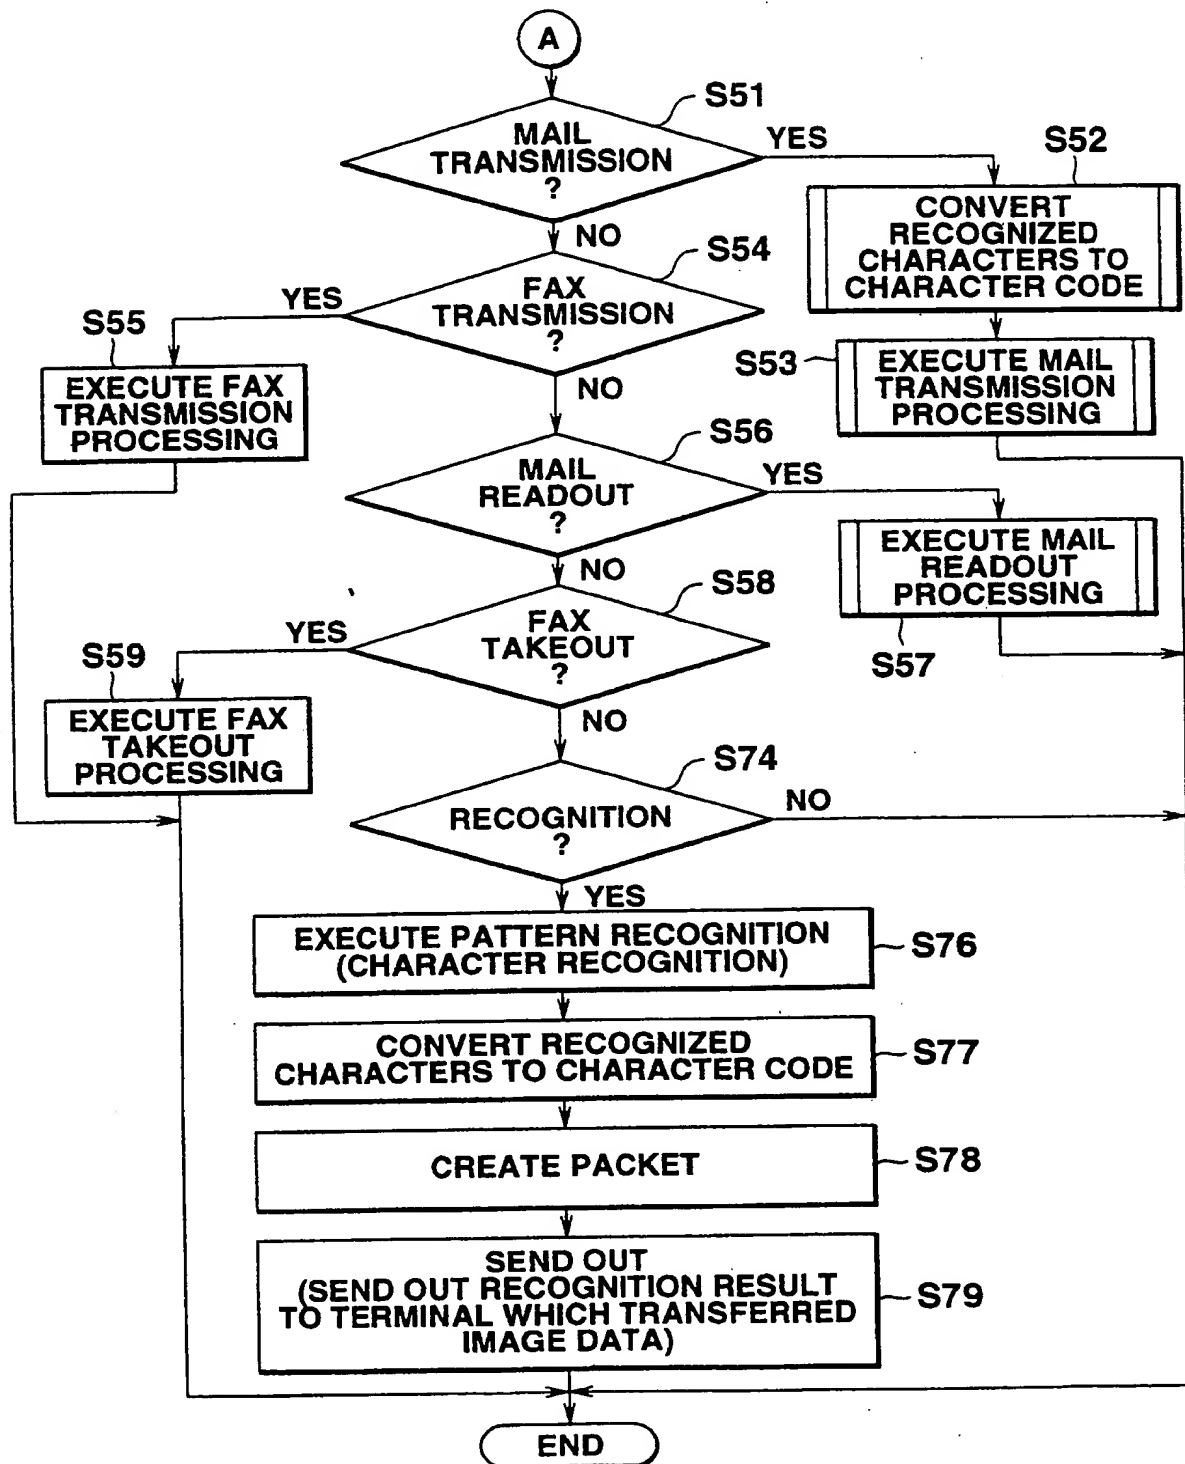 A
S51
MAIL
TRANSMISSION
?
YES
S52
CONVERT
RECOGNIZED
CHARACTERS TO
CHARACTER CODE
NO
S54
FAX
TRANSMISSION
?
YES
S55
EXECUTE FAX
TRANSMISSION
PROCESSING
S53
EXECUTE MAIL
TRANSMISSION
PROCESSING
NO
S56
MAIL
READOUT
?
YES
EXECUTE MAIL
READOUT
PROCESSING
S57
NO
S58
FAX
TAKEOUT
?
YES
S59
EXECUTE FAX
TAKEOUT
PROCESSING
NO
S74
RECOGNITION
?
NO
YES
EXECUTE PATTERN RECOGNITION
(CHARACTER RECOGNITION)
S76
CONVERT RECOGNIZED
CHARACTERS TO CHARACTER CODE
S77
CREATE PACKET
S78
SEND OUT
(SEND OUT RECOGNITION RESULT
TO TERMINAL WHICH TRANSFERRED
IMAGE DATA)
S79
END